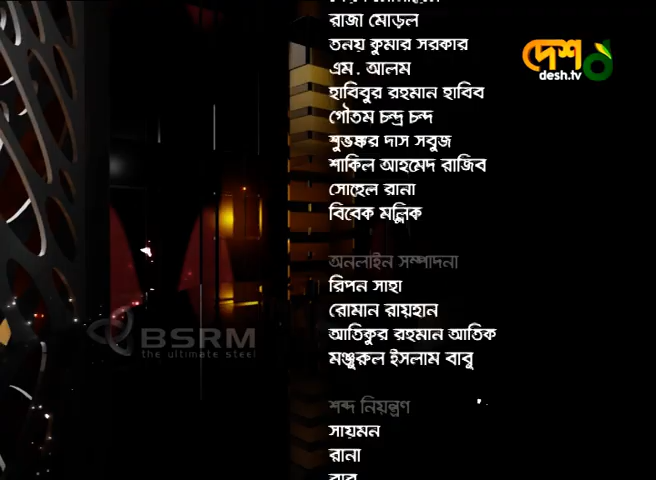 রাজা মোড়ল
তনয় কুমার সরকার
এম. আলম
হাবিবুর রহমান হাবিব
গৌতম চন্দ্র চন্দ
শুভঙ্কর দাস সবুজ
শাকিল আহমেদ রাজিব
সোহেল রানা
বিবেক মল্লিক
অনলাইন সম্পাদনা
রিপন সাহা
রোমান রায়হান
আতিকুর রহমান আতিক
মঞ্জুরুল ইসলাম বাবু
শব্দ নিয়ন্ত্রণ
সায়মন
রানা
দেশ
desh.tv
BSRM
the ultimate steel